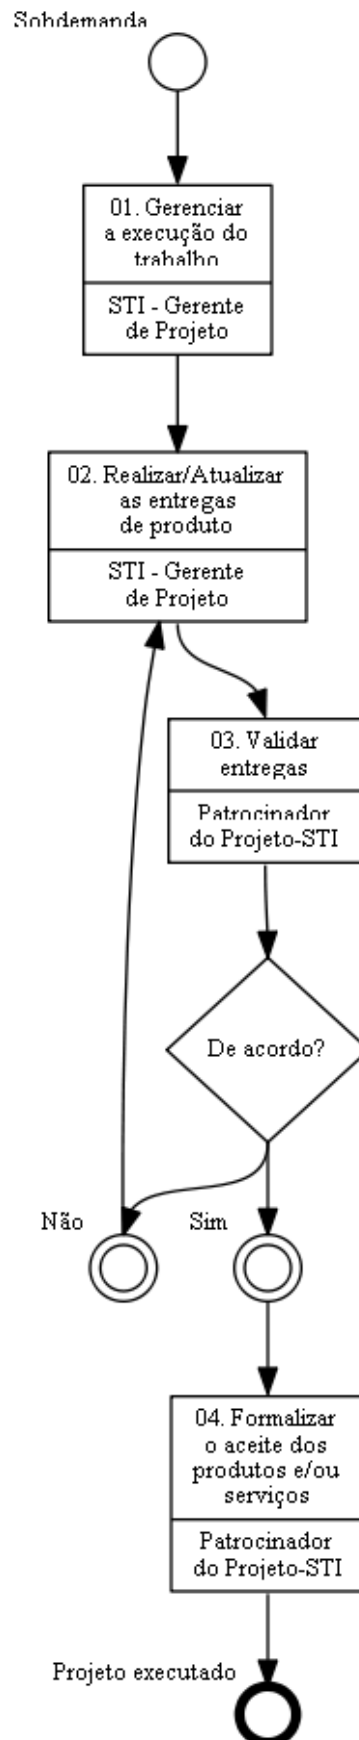 Sobdemanda
01. Gerenciar
a execução do
trabalho
STI - Gerente
de Projeto
02. Realizar/Atualizar
as entregas
de produto
STI - Gerente
de Projeto
03. Validar
entregas
Patrocinador
do Projeto-STI
De acordo?
Não
Sim
04. Formalizar
o aceite dos
produtos e/ou
serviços
Patrocinador
do Projeto-STI
Projeto executado